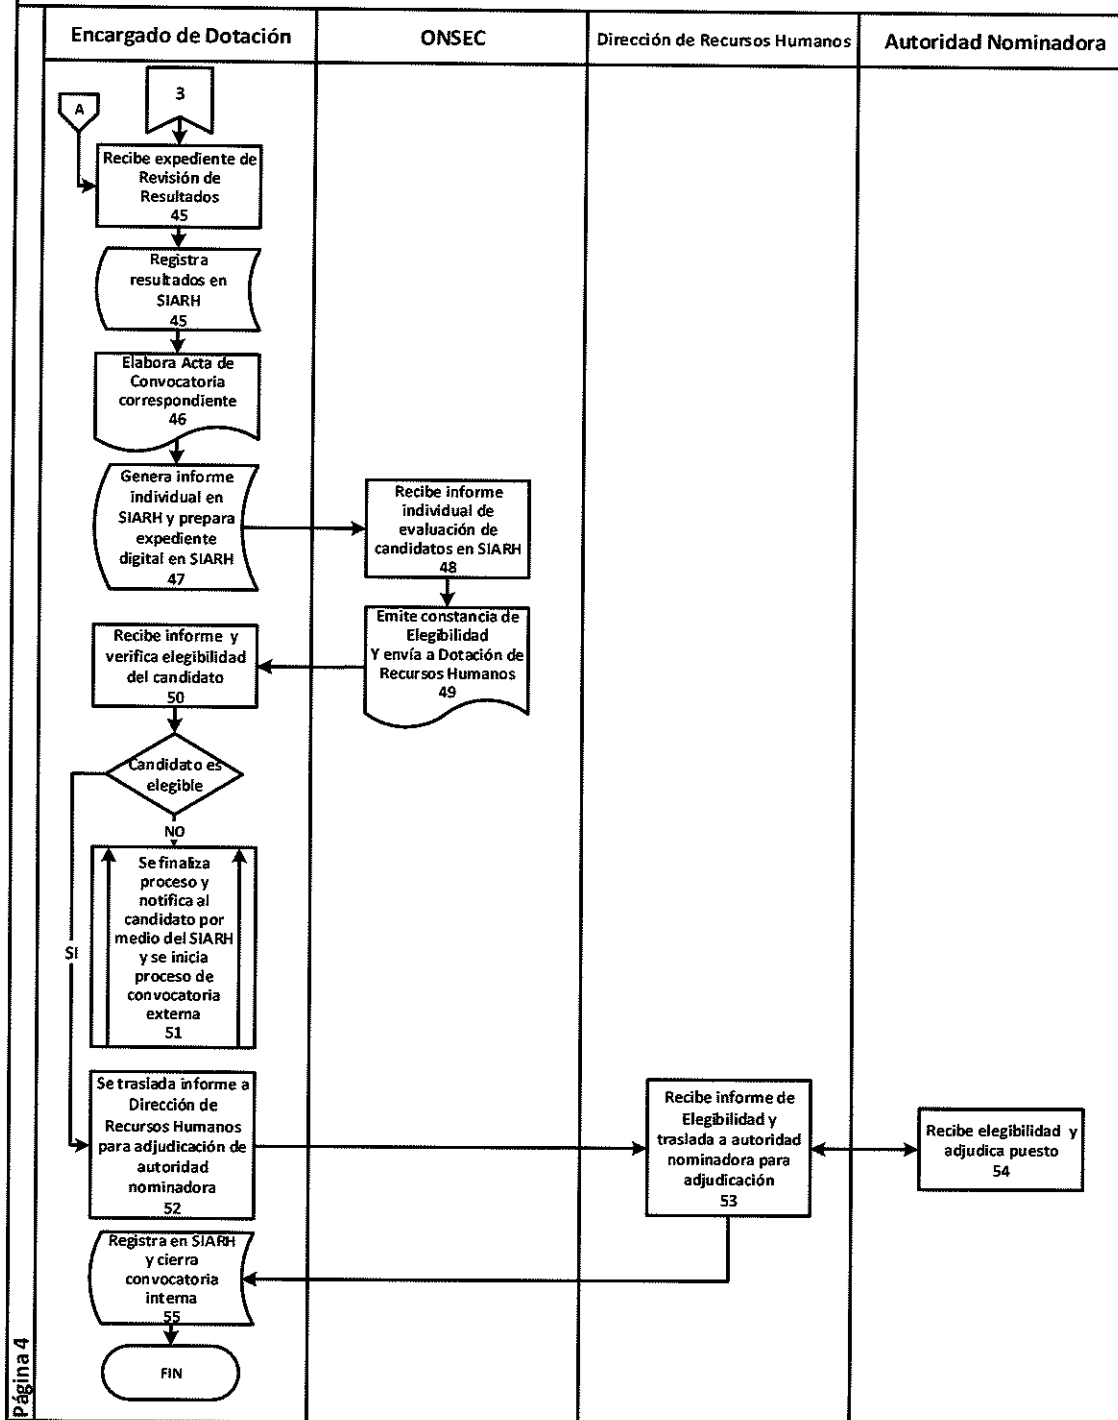 Encargado de Dotación
ONSEC
Dirección de Recursos Humanos
Autoridad Nominadora
3
A
Recibe expediente de
Revisión de
Resultados
45
Registra
resultados en
SIARH
45
Elabora Acta de
Convocatoria
correspondiente
46
Genera informe
individual en
SIARH y prepara
expediente
digital en SIARH
47
Recibe informe
individual de
evaluación de
candidatos en SIARH
48
Emite constancia de
Elegibilidad
Y envía a Dotación de
Recursos Humanos
49
Recibe informe y
verifica elegibilidad
del candidato
50
Candidato es
elegible
NO
SI
Se finaliza
proceso y
notifica al
candidato por
medio del SIARH
y se inicia
proceso de
convocatoria
externa
51
Se traslada informe a
Dirección de
Recursos Humanos
para adjudicación de
autoridad
nominadora
52
Recibe informe de
Elegibilidad y
traslada a autoridad
nominadora para
adjudicación
53
Recibe elegibilidad y
adjudica puesto
54
Registra en SIARH
y cierra
convocatoria
interna
55
FIN
Página 4